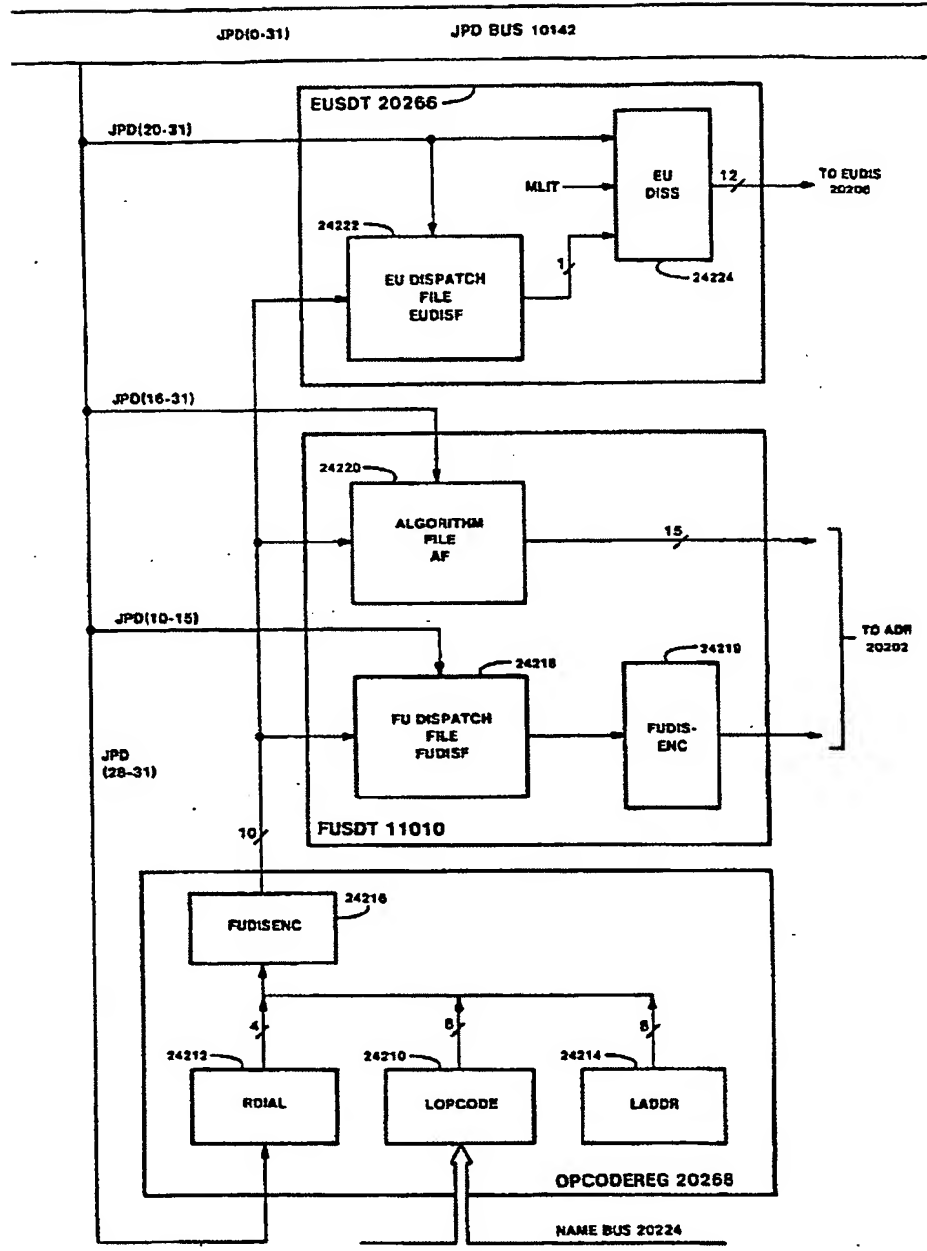 JPD(0-31) JPD BUS 10142
EUSDT 20266
JPD(20-31)
EU
DISS
MLIT
12
TO EUDIS
20206
24222
24224
EU DISPATCH
FILE
EUDISF
1
JPD(16-31)
24220
ALGORITHM
FILE
AF
15
JPD(10-15)
24218
24219
TO ADR
20202
FU DISPATCH
FILE
FUDISF
FUDIS-
ENC
JPD
(28-31)
10
FUSDT 11010
24216
FUDISENC
4
8
8
24212
24210
24214
RDIAL
LOPCODE
LADDR
OPCODEREG 20268
NAME BUS 20224